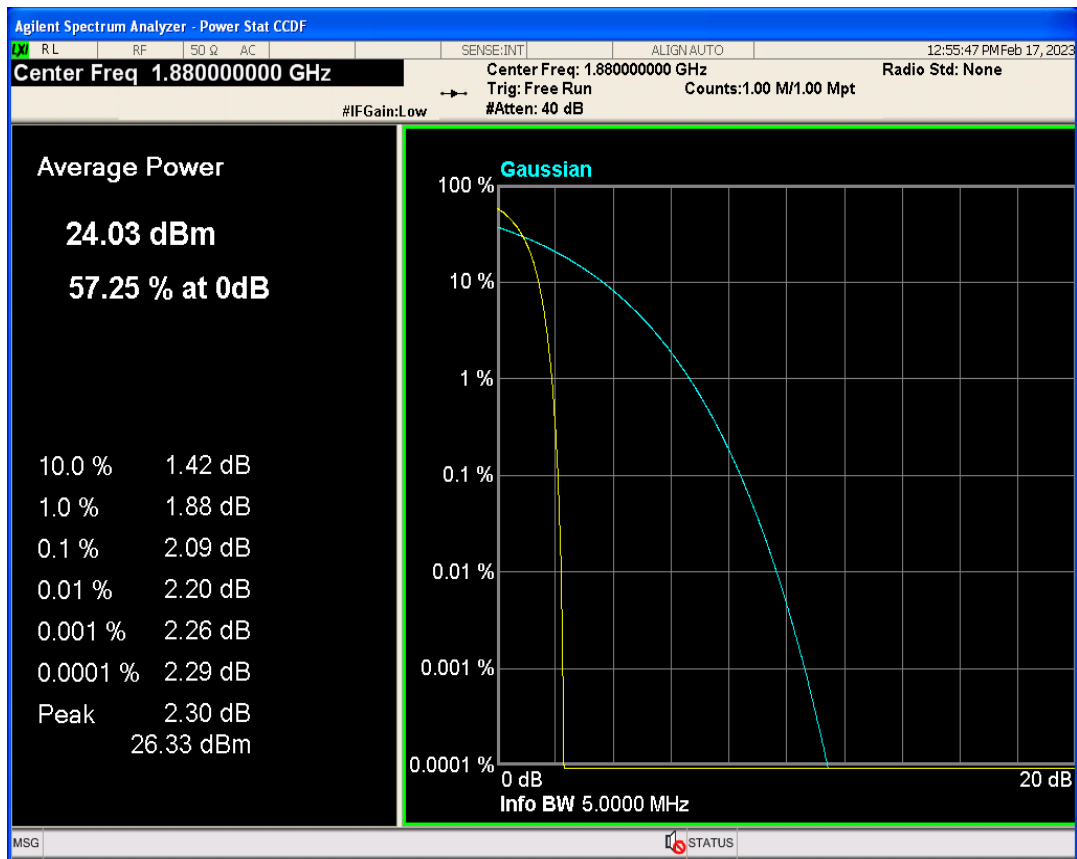 Agilent Spectrum Analyzer - Power Stat CCDF
LXI RL RF 50 Ω AC SENSE:INT ALIGN AUTO 12:55:47 PM Feb 17, 2023
Center Freq 1.880000000 GHz
Center Freq: 1.880000000 GHz Radio Std: None
Trig: Free Run Counts:1.00 M/1.00 Mpt
#IFGain:Low #Atten: 40 dB
Average Power
24.03 dBm
57.25 % at 0dB
10.0 % 1.42 dB
1.0 % 1.88 dB
0.1 % 2.09 dB
0.01 % 2.20 dB
0.001 % 2.26 dB
0.0001 % 2.29 dB
Peak 2.30 dB
26.33 dBm
Gaussian
100 %
10 %
1 %
0.1 %
0.01 %
0.001 %
0.0001 %
0 dB 20 dB
Info BW 5.0000 MHz
MSG STATUS